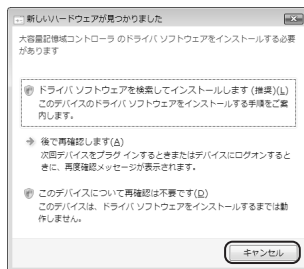 新しいハードウェアが見つかりました
大容量記憶域コントローラ のドライバ ソフトウェアをインストールする必要
があります
ドライバ ソフトウェアを検索してインストールします (推奨)(L)
このデバイスのドライバ ソフトウェアをインストールする手順をご案
内します。
後で再確認します(A)
次回デバイスをプラグ インするときまたはデバイスにログオンすると
きに、再度確認メッセージが表示されます。
このデバイスについて再確認は不要です(D)
このデバイスは、ドライバ ソフトウェアをインストールするまでは動
作しません。
キャンセル